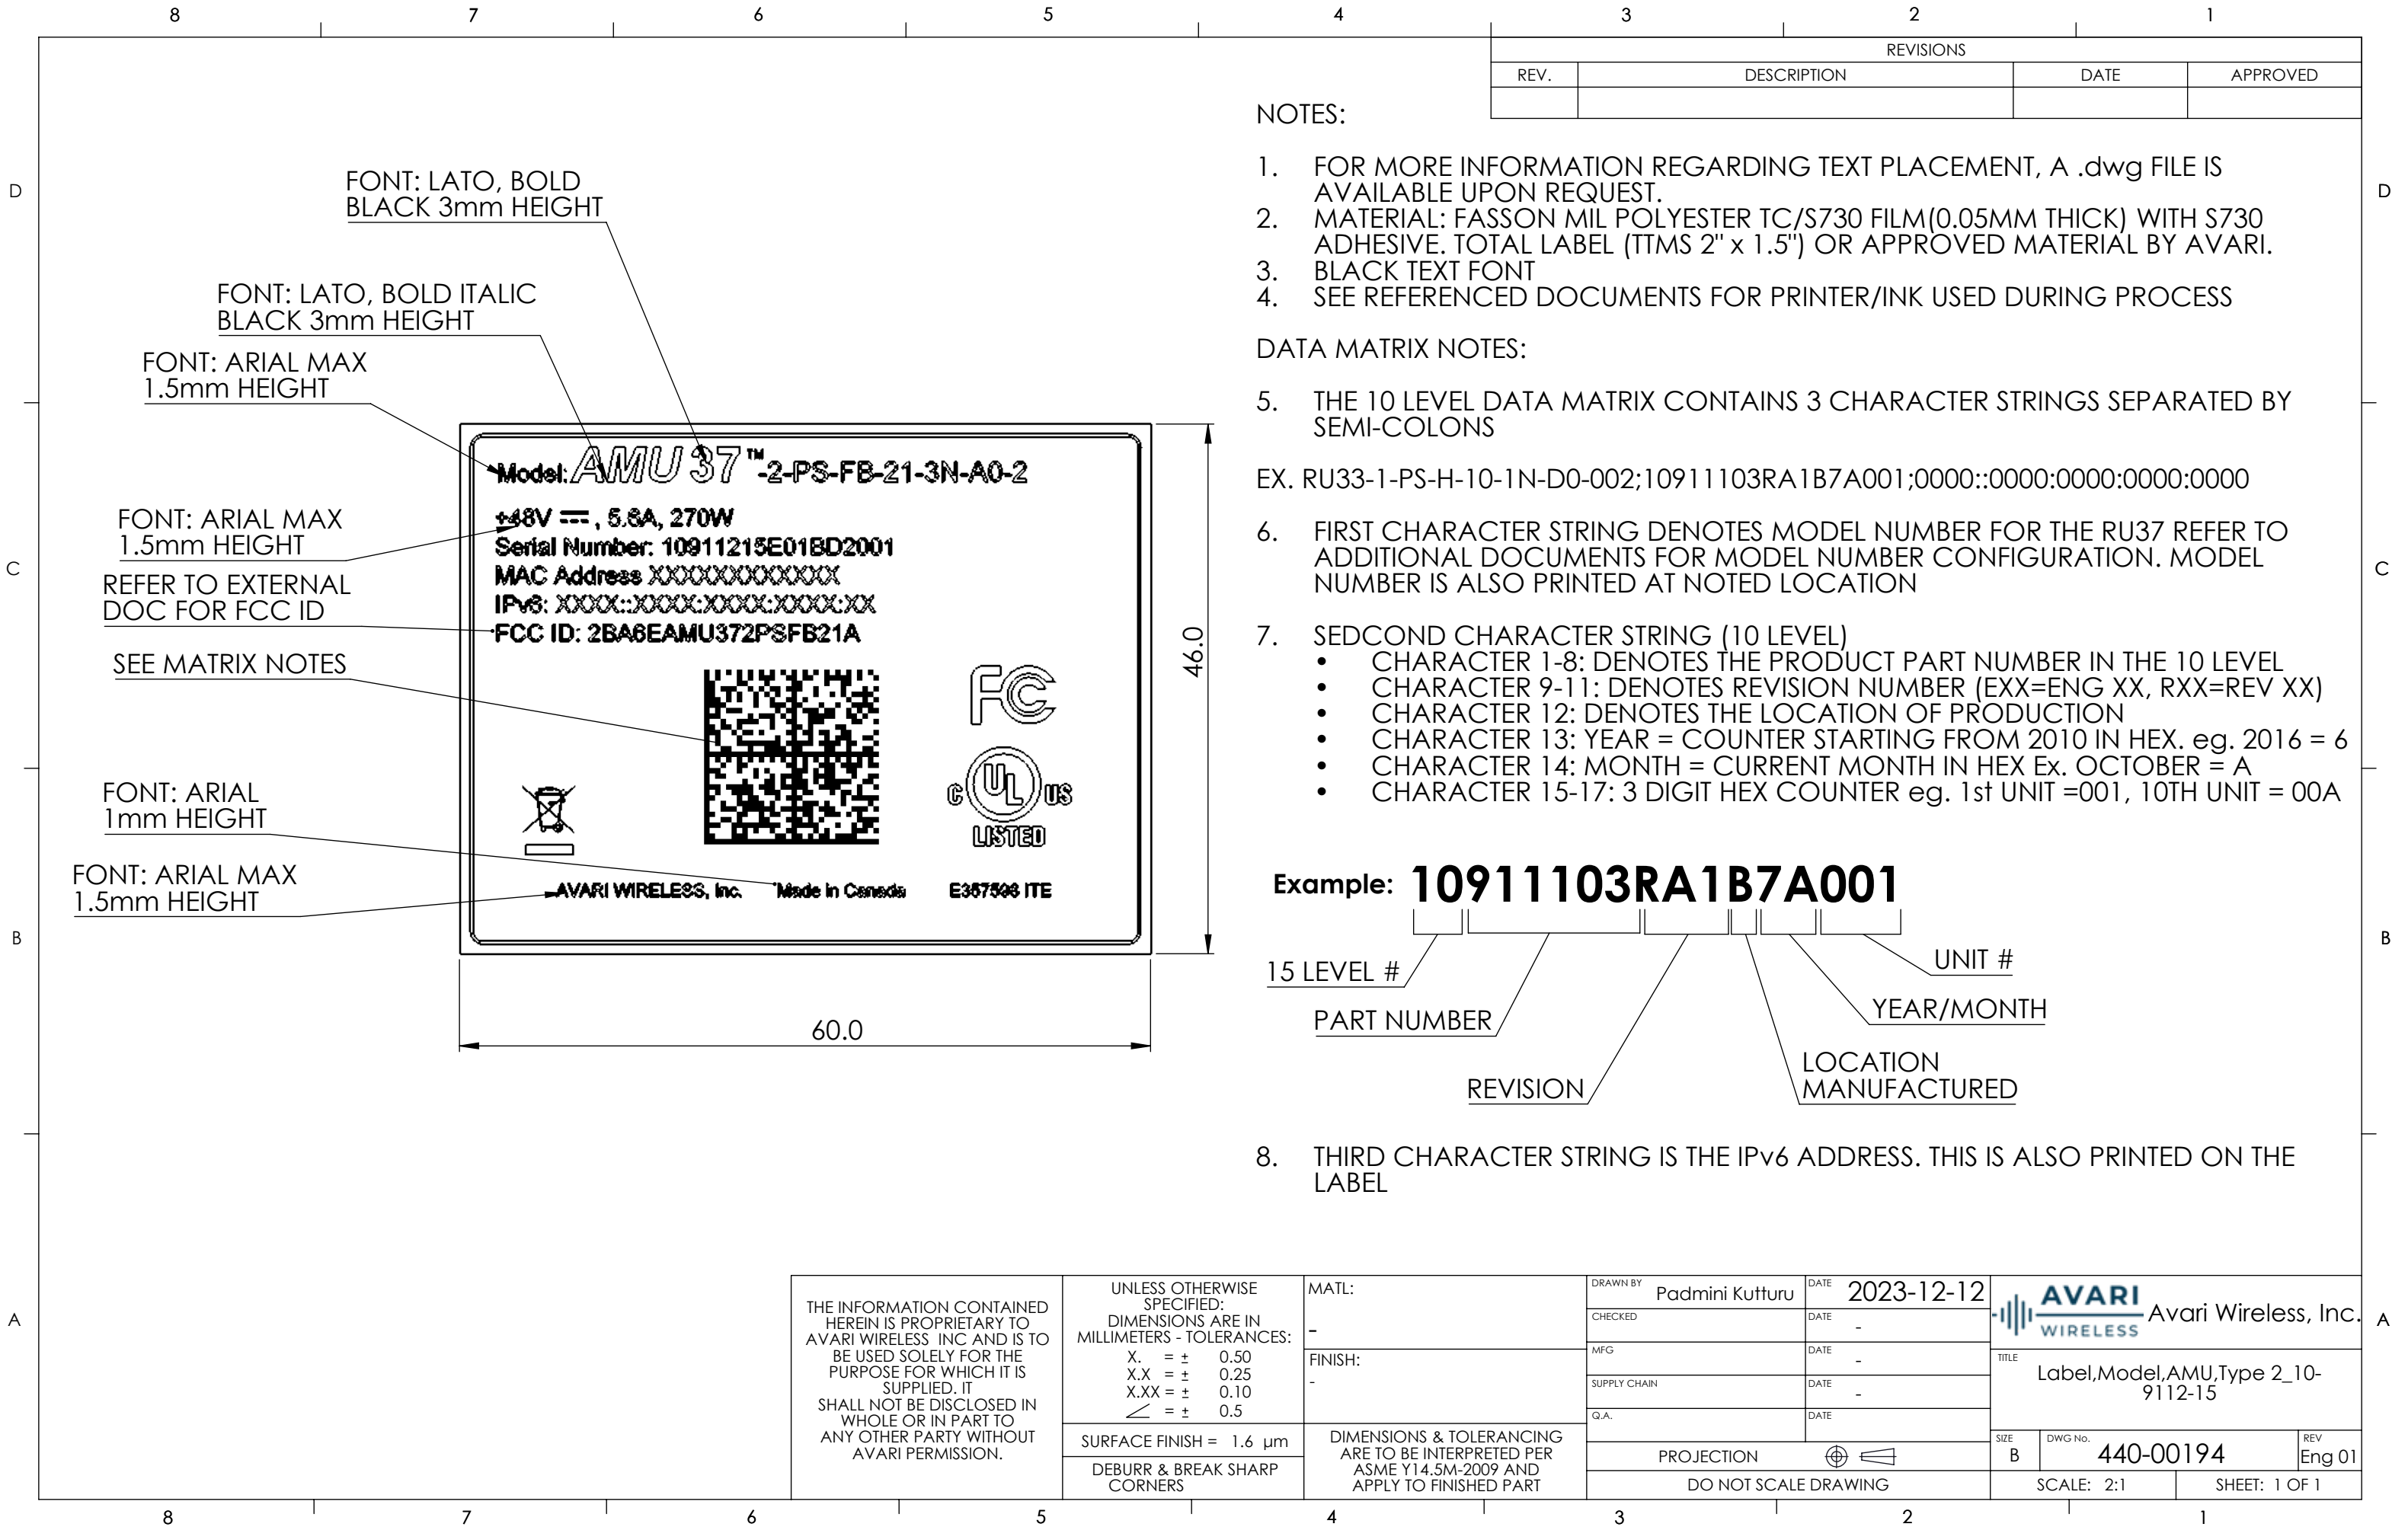 8 7 6 5 4 3 2 1
REVISIONS
REV. DESCRIPTION DATE APPROVED
D D
C C
B B
A A
FONT: LATO, BOLD
BLACK 3mm HEIGHT
FONT: LATO, BOLD ITALIC
BLACK 3mm HEIGHT
FONT: ARIAL MAX
1.5mm HEIGHT
FONT: ARIAL MAX
1.5mm HEIGHT
REFER TO EXTERNAL
DOC FOR FCC ID
SEE MATRIX NOTES
FONT: ARIAL
1mm HEIGHT
FONT: ARIAL MAX
1.5mm HEIGHT
Model: AMU 37™-2-PS-FB-21-3N-A0-2
+48V ⎓, 5.6A, 270W
Serial Number: 10911215E01BD2001
MAC Address XXXXXXXXXXXX
IPv6: XXXX::XXXX:XXXX:XXXX:XX
FCC ID: 2BA6EAMU372PSFB21A
FC
C UL US
LISTED
AVARI WIRELESS, Inc. Made in Canada E357503 ITE
46.0
60.0
NOTES:
1. FOR MORE INFORMATION REGARDING TEXT PLACEMENT, A .dwg FILE IS
AVAILABLE UPON REQUEST.
2. MATERIAL: FASSON MIL POLYESTER TC/S730 FILM(0.05MM THICK) WITH S730
ADHESIVE. TOTAL LABEL (TTMS 2" x 1.5") OR APPROVED MATERIAL BY AVARI.
3. BLACK TEXT FONT
4. SEE REFERENCED DOCUMENTS FOR PRINTER/INK USED DURING PROCESS
DATA MATRIX NOTES:
5. THE 10 LEVEL DATA MATRIX CONTAINS 3 CHARACTER STRINGS SEPARATED BY
SEMI-COLONS
EX. RU33-1-PS-H-10-1N-D0-002;10911103RA1B7A001;0000::0000:0000:0000:0000
6. FIRST CHARACTER STRING DENOTES MODEL NUMBER FOR THE RU37 REFER TO
ADDITIONAL DOCUMENTS FOR MODEL NUMBER CONFIGURATION. MODEL
NUMBER IS ALSO PRINTED AT NOTED LOCATION
7. SEDCOND CHARACTER STRING (10 LEVEL)
• CHARACTER 1-8: DENOTES THE PRODUCT PART NUMBER IN THE 10 LEVEL
• CHARACTER 9-11: DENOTES REVISION NUMBER (EXX=ENG XX, RXX=REV XX)
• CHARACTER 12: DENOTES THE LOCATION OF PRODUCTION
• CHARACTER 13: YEAR = COUNTER STARTING FROM 2010 IN HEX. eg. 2016 = 6
• CHARACTER 14: MONTH = CURRENT MONTH IN HEX Ex. OCTOBER = A
• CHARACTER 15-17: 3 DIGIT HEX COUNTER eg. 1st UNIT =001, 10TH UNIT = 00A
Example: 10911103RA1B7A001
15 LEVEL #
PART NUMBER
REVISION
LOCATION
MANUFACTURED
YEAR/MONTH
UNIT #
8. THIRD CHARACTER STRING IS THE IPv6 ADDRESS. THIS IS ALSO PRINTED ON THE
LABEL
THE INFORMATION CONTAINED
HEREIN IS PROPRIETARY TO
AVARI WIRELESS INC AND IS TO
BE USED SOLELY FOR THE
PURPOSE FOR WHICH IT IS
SUPPLIED. IT
SHALL NOT BE DISCLOSED IN
WHOLE OR IN PART TO
ANY OTHER PARTY WITHOUT
AVARI PERMISSION.
UNLESS OTHERWISE
SPECIFIED:
DIMENSIONS ARE IN
MILLIMETERS - TOLERANCES:
X. = ± 0.50
X.X = ± 0.25
X.XX = ± 0.10
∠ = ± 0.5
SURFACE FINISH = 1.6 µm
DEBURR & BREAK SHARP
CORNERS
MATL:
-
FINISH:
-
DIMENSIONS & TOLERANCING
ARE TO BE INTERPRETED PER
ASME Y14.5M-2009 AND
APPLY TO FINISHED PART
DRAWN BY Padmini Kutturu DATE 2023-12-12
CHECKED DATE -
MFG DATE -
SUPPLY CHAIN DATE -
Q.A. DATE
PROJECTION
DO NOT SCALE DRAWING
AVARI
WIRELESS
Avari Wireless, Inc.
TITLE
Label,Model,AMU,Type 2_10-
9112-15
SIZE B
DWG No. 440-00194
REV Eng 01
SCALE: 2:1 SHEET: 1 OF 1
8 7 6 5 4 3 2 1